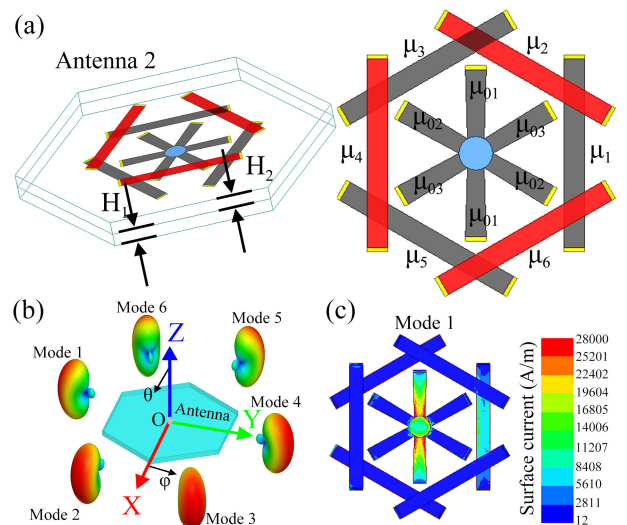 (a)
Antenna 2
H1
H2
μ3
μ2
μ01
μ02
μ03
μ4
μ1
μ03
μ02
μ01
μ5
μ6
(b)
Mode 6
Z
Mode 5
Mode 1
θ
Mode 4
O
Antenna
Y
X
φ
Mode 2
Mode 3
(c)
Mode 1
Surface current (A/m)
28000
25201
22402
19604
16805
14006
11207
8408
5610
2811
12